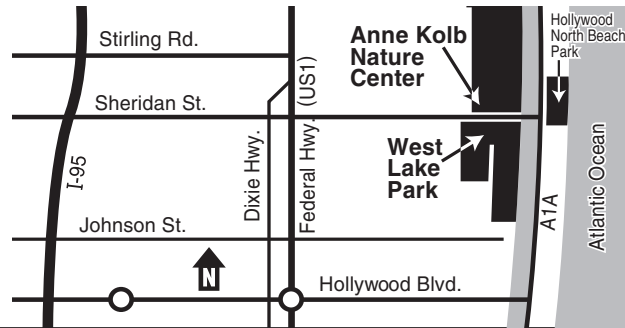 Stirling Rd.
Anne Kolb
Nature
Center
Hollywood
North Beach
Park
Sheridan St.
Federal Hwy. (US1)
Dixie Hwy.
I-95
West
Lake
Park
A1A
Atlantic Ocean
Johnson St.
N
Hollywood Blvd.